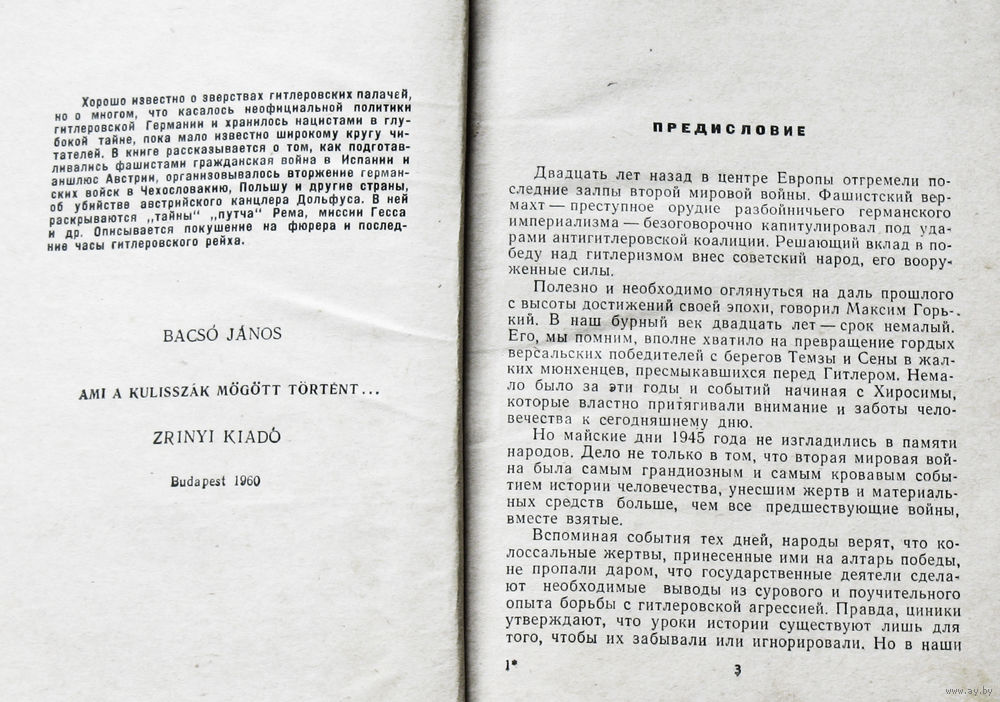 Хорошо известно о зверствах гитлеровских палачей,
но о многом, что касалось неофициальной политики
гитлеровской Германии и хранилось нацистами в глу-
бокой тайне, пока мало известно широкому кругу чи-
тателей. В книге рассказывается о том, как подготав-
ливались фашистами гражданская война в Испании и
аншлюс Австрии, организовывалось вторжение герман-
ских войск в Чехословакию, Польшу и другие страны,
об убийстве австрийского канцлера Дольфуса. В ней
раскрываются „тайны“ „путча“ Рема, миссии Гесса
и др. Описывается покушение на фюрера и послед-
ние часы гитлеровского рейха.
BACSÓ JÁNOS
AMI A KULISSZÁK MÖGÖTT TÖRTÉNT...
ZRINYI KIADÓ
Budapest 1960
ПРЕДИСЛОВИЕ
Двадцать лет назад в центре Европы отгремели по-
следние залпы второй мировой войны. Фашистский вер-
махт — преступное орудие разбойничьего германского
империализма — безоговорочно капитулировал под уда-
рами антигитлеровской коалиции. Решающий вклад в по-
беду над гитлеризмом внес советский народ, его воору-
женные силы.
Полезно и необходимо оглянуться на даль прошлого
с высоты достижений своей эпохи, говорил Максим Горь-
кий. В наш бурный век двадцать лет — срок немалый.
Его, мы помним, вполне хватило на превращение гордых
версальских победителей с берегов Темзы и Сены в жал-
ких мюнхенцев, пресмыкавшихся перед Гитлером. Нема-
ло было за эти годы и событий начиная с Хиросимы,
которые властно притягивали внимание и заботы чело-
вечества к сегодняшнему дню.
Но майские дни 1945 года не изгладились в памяти
народов. Дело не только в том, что вторая мировая вой-
на была самым грандиозным и самым кровавым собы-
тием истории человечества, унесшим жертв и материаль-
ных средств больше, чем все предшествующие войны,
вместе взятые.
Вспоминая события тех дней, народы верят, что ко-
лоссальные жертвы, принесенные ими на алтарь победы,
не пропали даром, что государственные деятели сдела-
ют необходимые выводы из сурового и поучительного
опыта борьбы с гитлеровской агрессией. Правда, циники
утверждают, что уроки истории существуют лишь для
того, чтобы их забывали или игнорировали. Но в наши
1*
3
www.ay.by